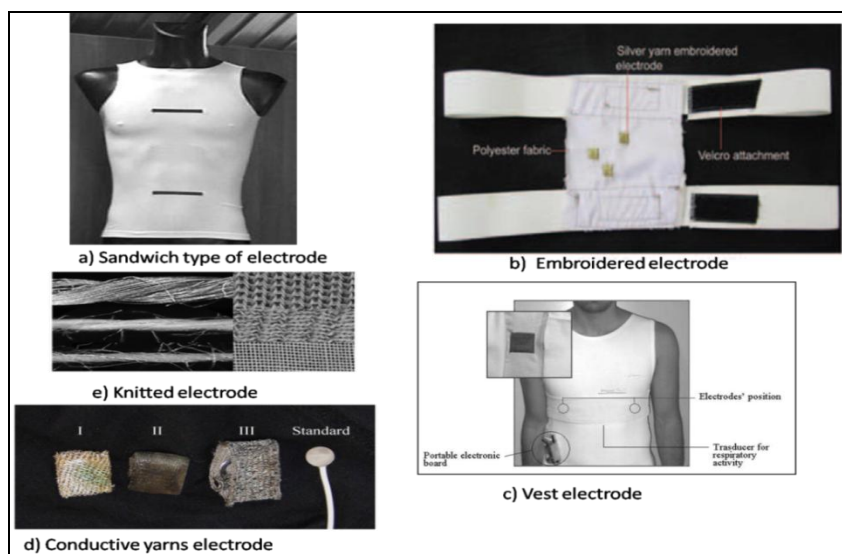 a) Sandwich type of electrode
Silver yarn embroidered
electrode
Polyester fabric
Velcro attachment
b) Embroidered electrode
e) Knitted electrode
Electrodes' position
Portable electronic
board
Trasducer for
respiratory
activity
c) Vest electrode
I II III Standard
d) Conductive yarns electrode